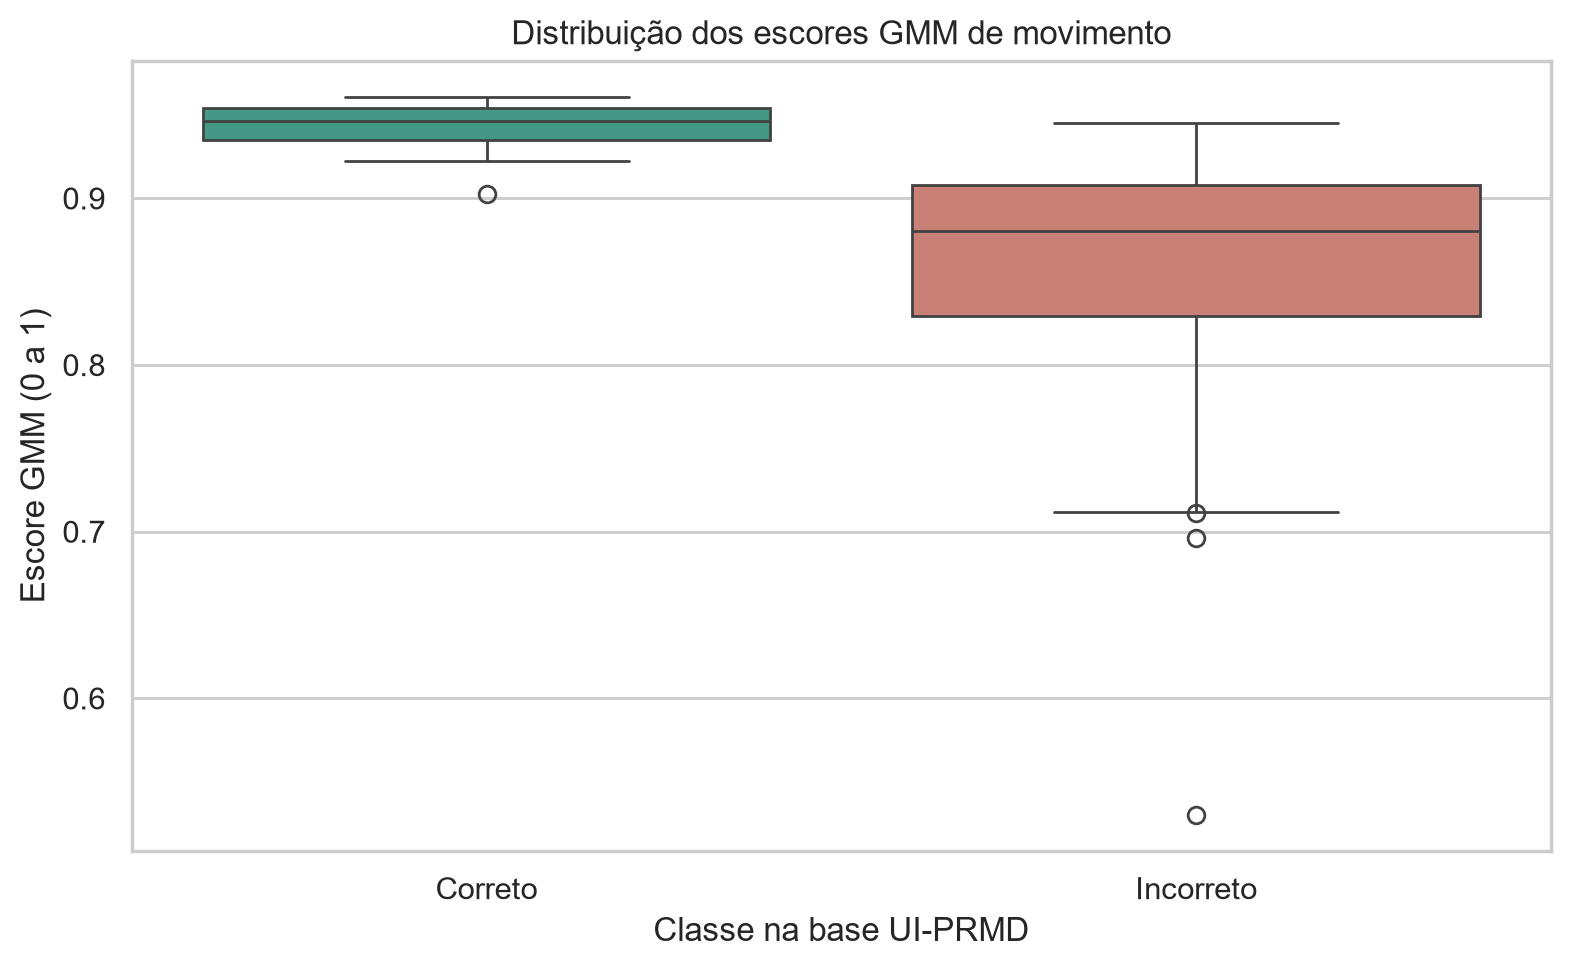 Distribuição dos escores GMM de movimento
Escore GMM (0 a 1)
0.9
0.8
0.7
0.6
Correto
Incorreto
Classe na base UI-PRMD